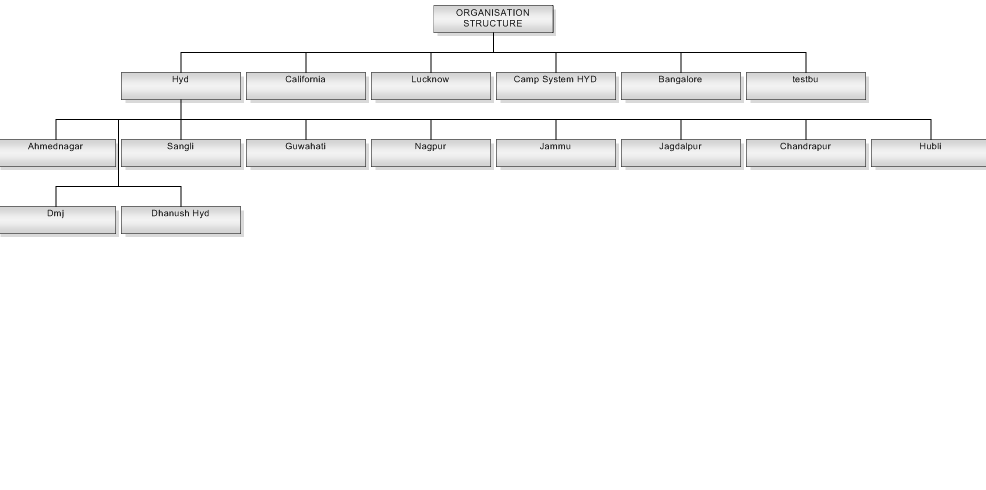 ORGANISATION
STRUCTURE
Hyd
California
Lucknow
Camp System HYD
Bangalore
testbu
Ahmednagar
Sangli
Guwahati
Nagpur
Jammu
Jagdalpur
Chandrapur
Hubli
Dmj
Dhanush Hyd